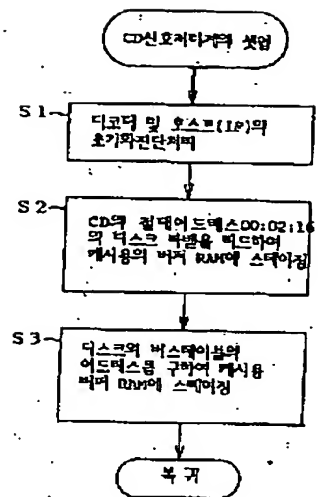 CD신호처리계의 셋업
S1
디코더 및 호스트(IF)의
초기화진단처리
S2
CD의 절대어드레스00:02:16
의 디스크 라벨을 리드하여
캐시용의 버퍼 RAM에 스테이징
S3
디스크의 패스테이블의
어드레스를 구하여 캐시용
버퍼 RAM에 스테이징
복귀